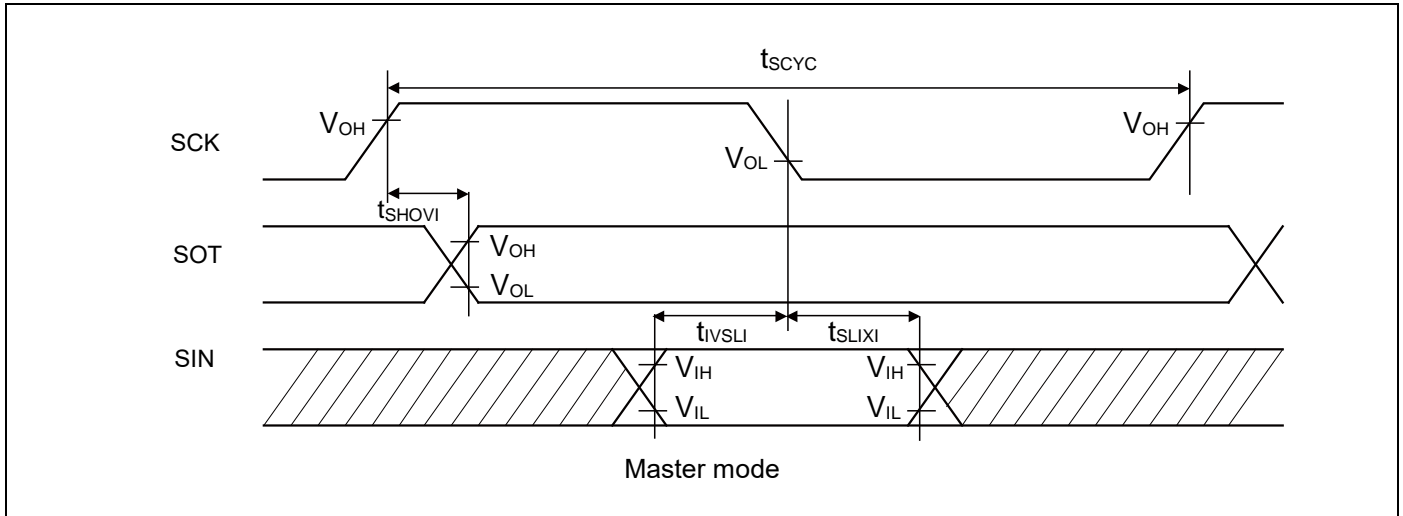 tSCYC
VOH
VOH
SCK
VOL
tSHOVI
SOT
VOH
VOL
tIVSLI
tSLIXI
SIN
VIH
VIH
VIL
VIL
Master mode